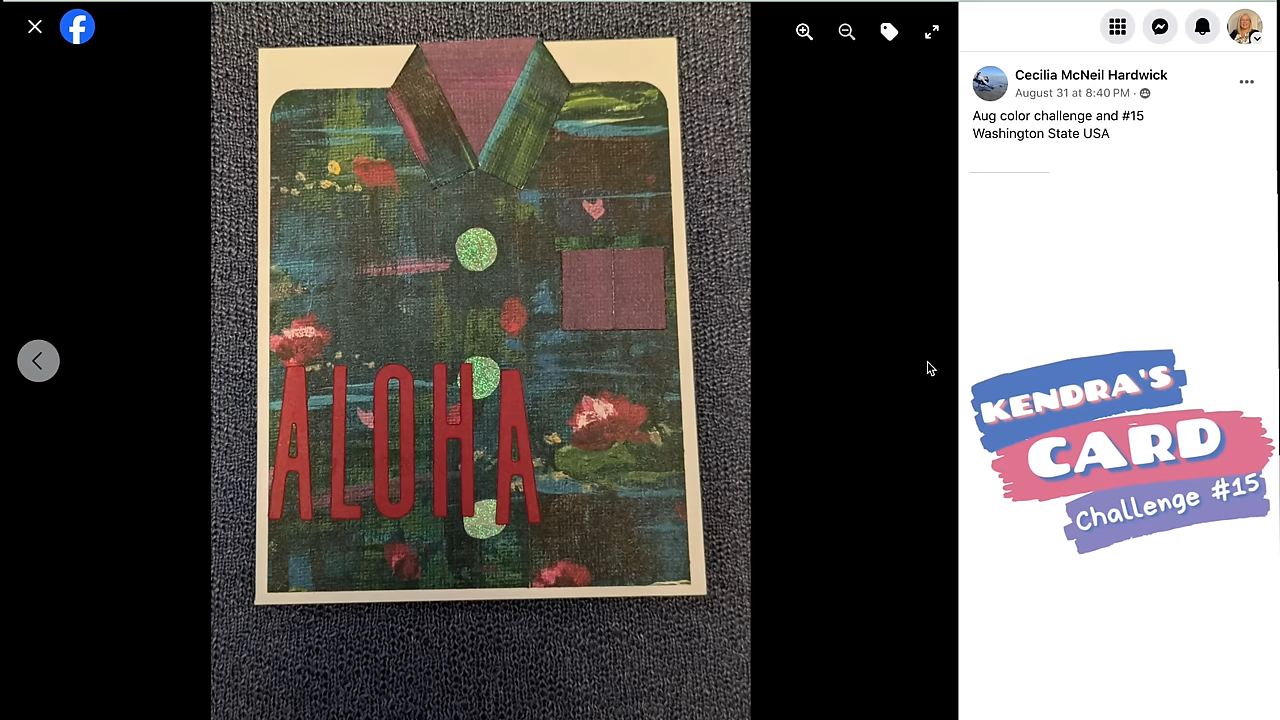 Cecilia McNeil Hardwick
August 31 at 8:40 PM ·
Aug color challenge and #15
Washington State USA
ALOHA
KENDRA'S
CARD
Challenge #15